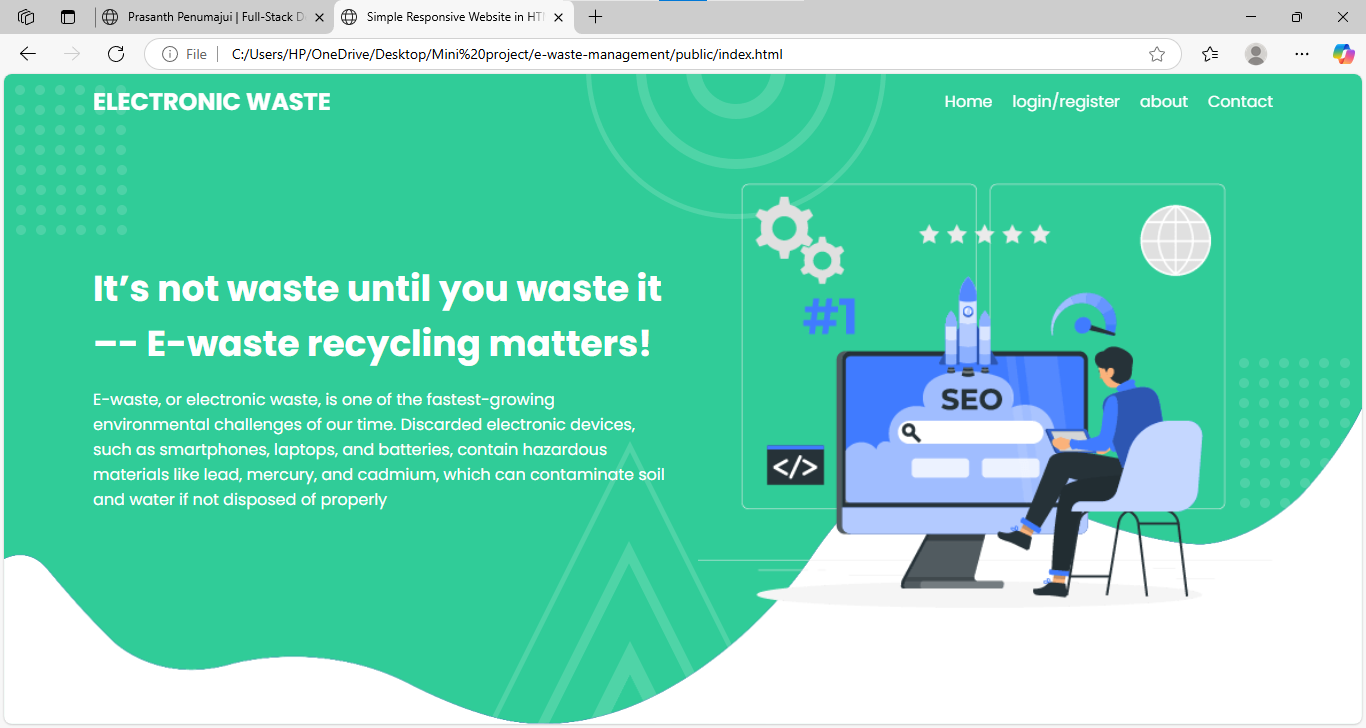 Prasanth Penumajui | Full-Stack D
Simple Responsive Website in HT
File
C:/Users/HP/OneDrive/Desktop/Mini%20project/e-waste-management/public/index.html
ELECTRONIC WASTE
Home login/register about Contact
It’s not waste until you waste it
–- E-waste recycling matters!
E-waste, or electronic waste, is one of the fastest-growing
environmental challenges of our time. Discarded electronic devices,
such as smartphones, laptops, and batteries, contain hazardous
materials like lead, mercury, and cadmium, which can contaminate soil
and water if not disposed of properly
#1
SEO
</>